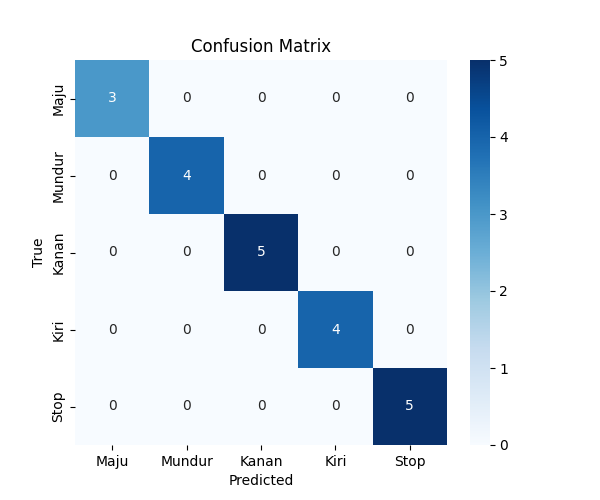 Confusion Matrix
Maju 3 0 0 0 0
Mundur 0 4 0 0 0
Kanan 0 0 5 0 0
Kiri 0 0 0 4 0
Stop 0 0 0 0 5
Maju Mundur Kanan Kiri Stop
Predicted
True
5
4
3
2
1
0